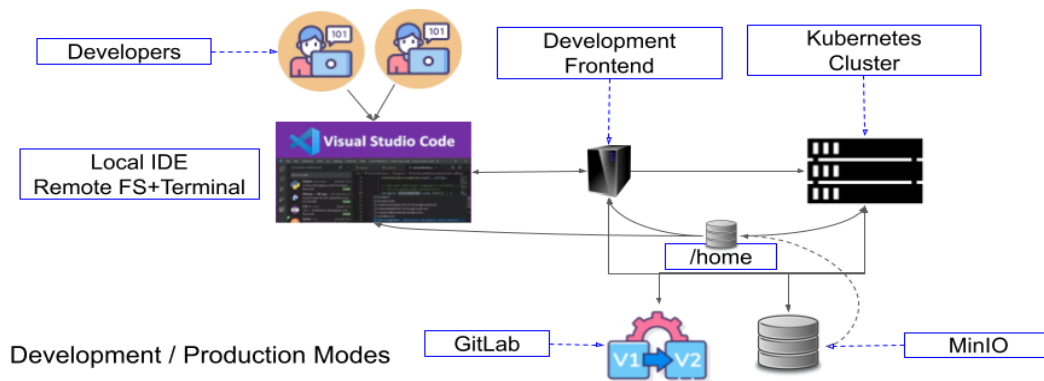 101
101
Developers
Development
Frontend
Kubernetes
Cluster
Visual Studio Code
Local IDE
Remote FS+Terminal
/home
GitLab
V1
V2
MinIO
Development / Production Modes